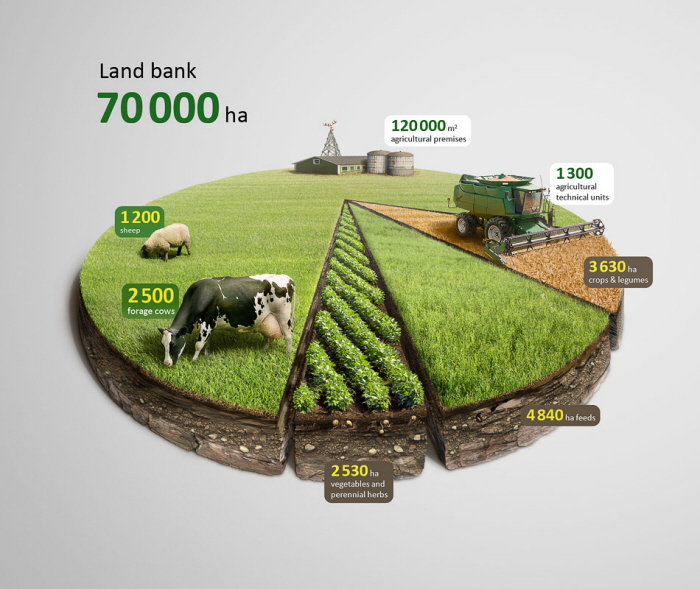 Land bank
70 000 ha
120 000 m²
agricultural premises
1 300
agricultural
technical units
1 200
sheep
2 500
forage cows
3 630 ha
crops & legumes
4 840 ha feeds
2 530 ha
vegetables and
perennial herbs